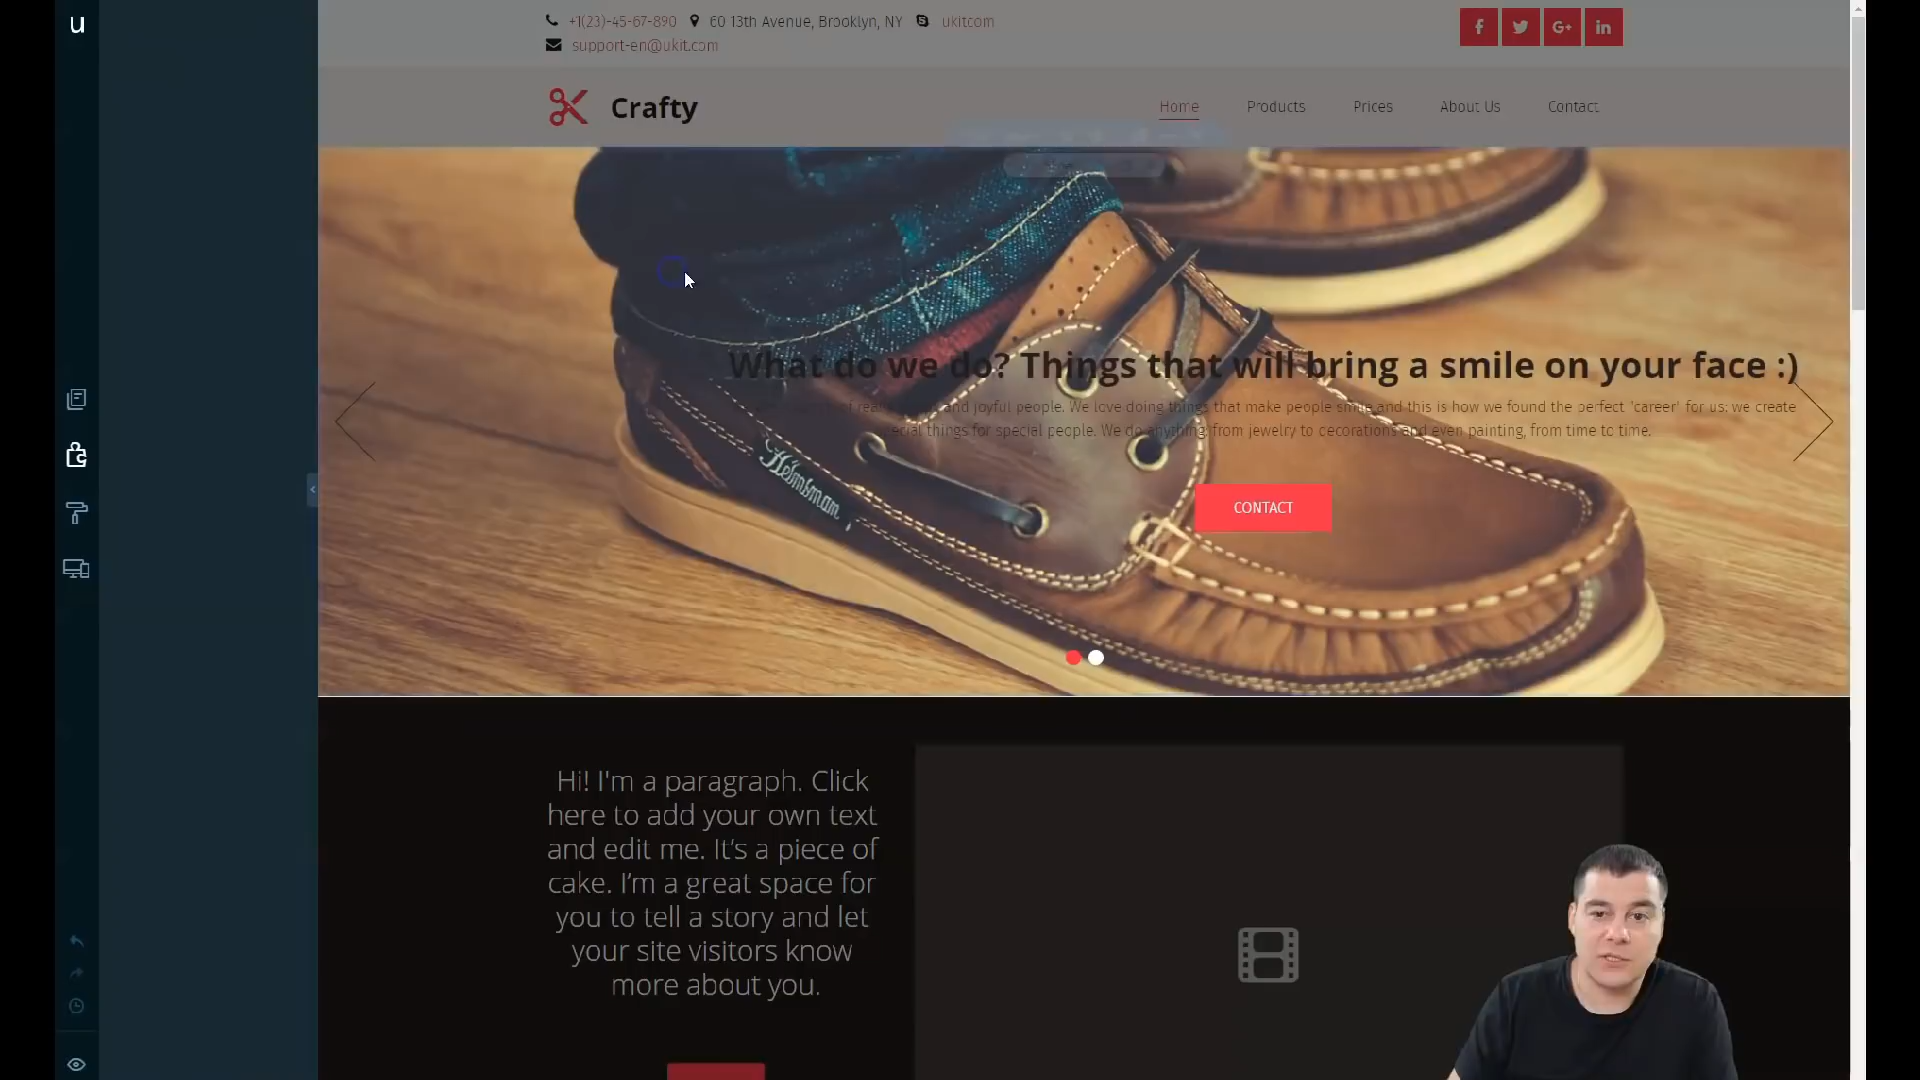 u
+1(23)-45-67-890 60 13th Avenue, Brooklyn, NY ukitcom
support-en@ukit.com
Crafty
Home Products Prices About Us Contact
What do we do? Things that will bring a smile on your face :)
and joyful people. We love doing things that make people smile and this is how we found the perfect 'career' for us: we create
things for special people. We do anything: from jewelry to decorations and even painting, from time to time.
Helmsman
CONTACT
Hi! I'm a paragraph. Click
here to add your own text
and edit me. It's a piece of
cake. I'm a great space for
you to tell a story and let
your site visitors know
more about you.